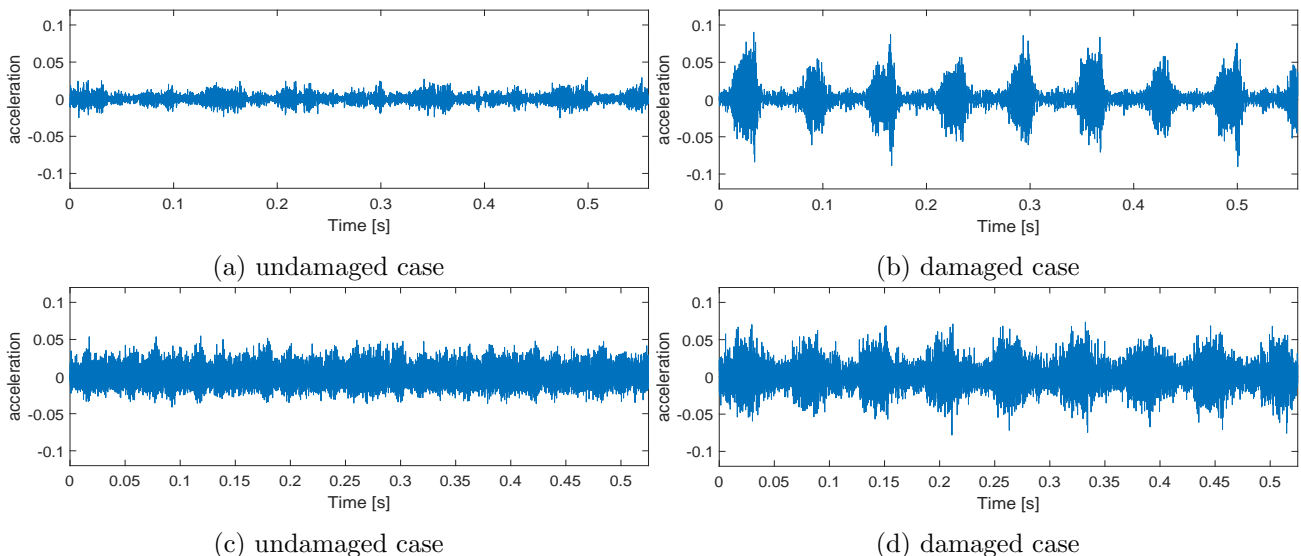 0.1
0.05
0
-0.05
-0.1
acceleration
0 0.1 0.2 0.3 0.4 0.5
Time [s]
(a) undamaged case
0.1
0.05
0
-0.05
-0.1
acceleration
0 0.1 0.2 0.3 0.4 0.5
Time [s]
(b) damaged case
0.1
0.05
0
-0.05
-0.1
acceleration
0 0.05 0.1 0.15 0.2 0.25 0.3 0.35 0.4 0.45 0.5
Time [s]
(c) undamaged case
0.1
0.05
0
-0.05
-0.1
acceleration
0 0.05 0.1 0.15 0.2 0.25 0.3 0.35 0.4 0.45 0.5
Time [s]
(d) damaged case